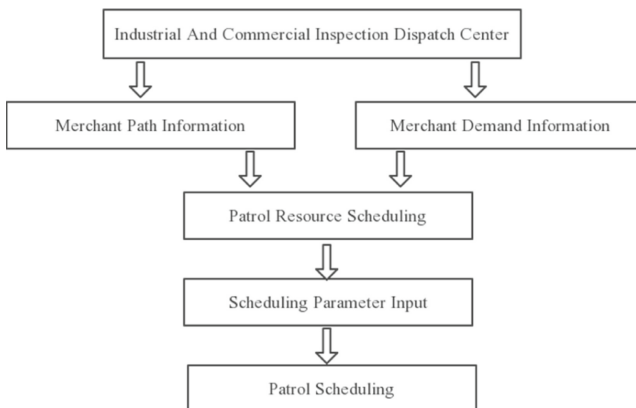 Industrial And Commercial Inspection Dispatch Center
Merchant Path Information
Merchant Demand Information
Patrol Resource Scheduling
Scheduling Parameter Input
Patrol Scheduling